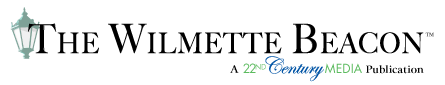 THE WILMETTE BEACON™
A 22ND Century MEDIA Publication